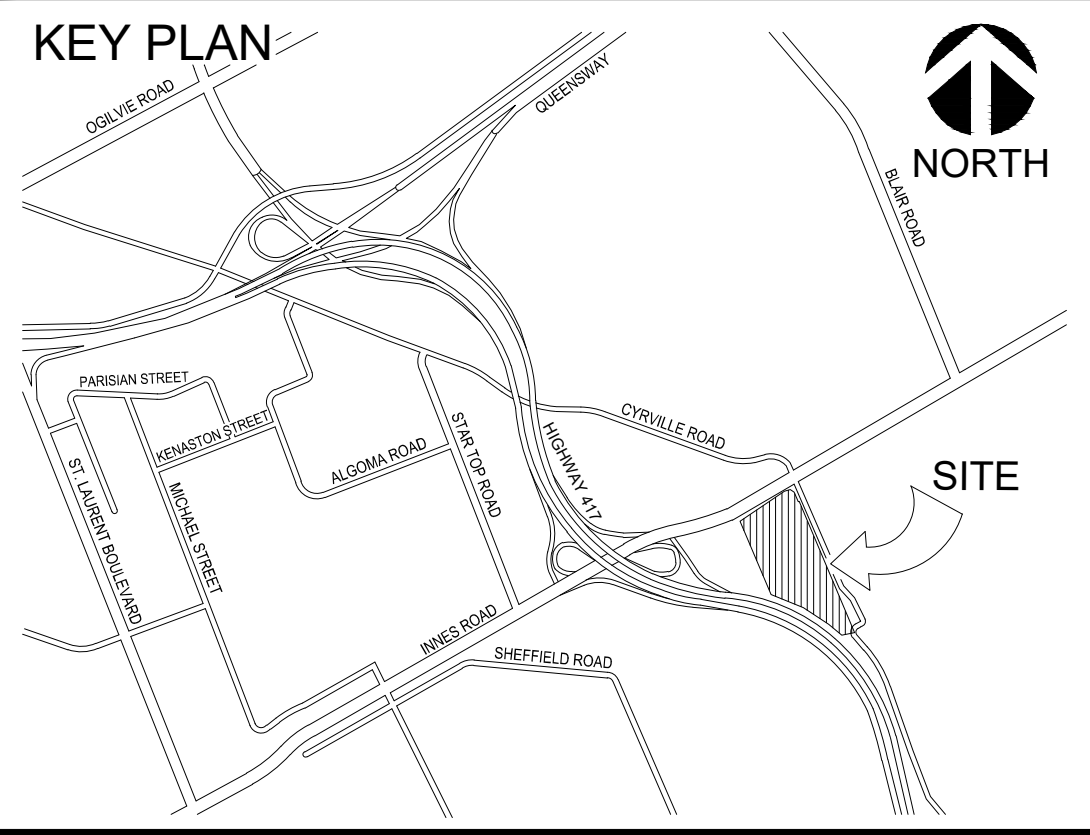 KEY PLAN
OGILVIE ROAD
QUEENSWAY
NORTH
BLAIR ROAD
PARISIAN STREET
KENASTON STREET
ALGOMA ROAD
STAR TOP ROAD
HIGHWAY 417
CYRVILLE ROAD
SITE
ST. LAURENT BOULEVARD
MICHAEL STREET
INNES ROAD
SHEFFIELD ROAD